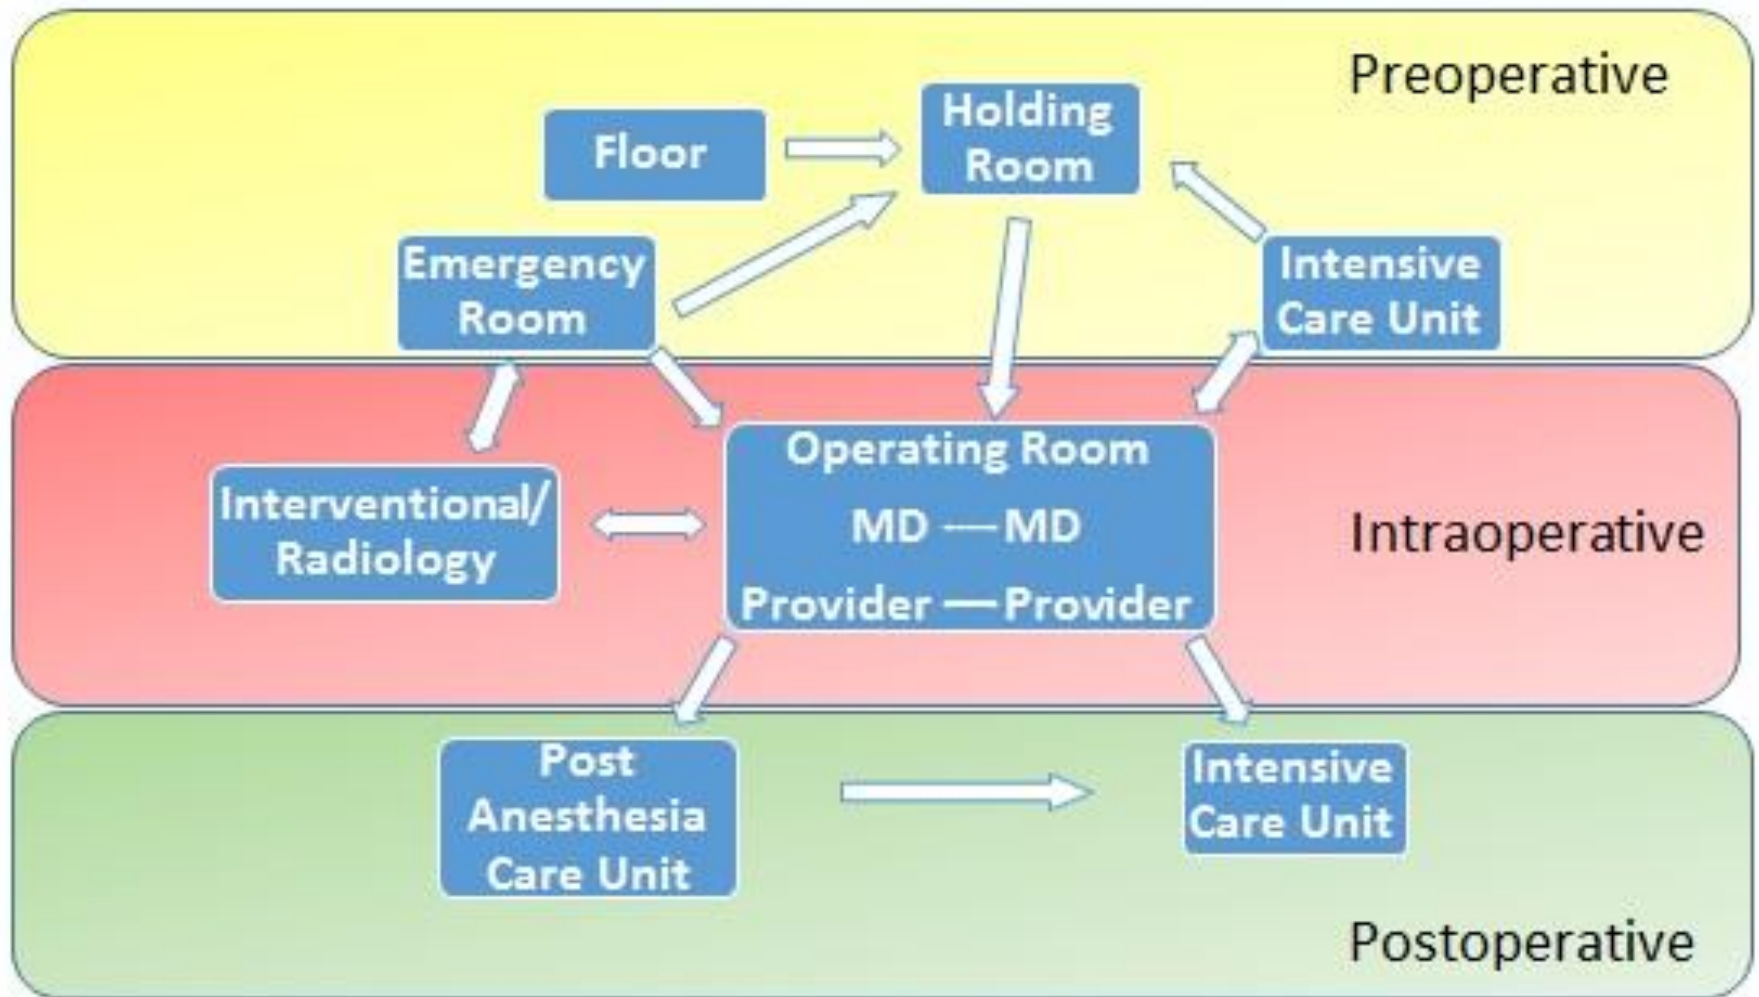 Preoperative
Holding
Room
Floor
Emergency
Room
Intensive
Care Unit
Intraoperative
Operating Room
MD — MD
Provider — Provider
Interventional/
Radiology
Post
Anesthesia
Care Unit
Intensive
Care Unit
Postoperative